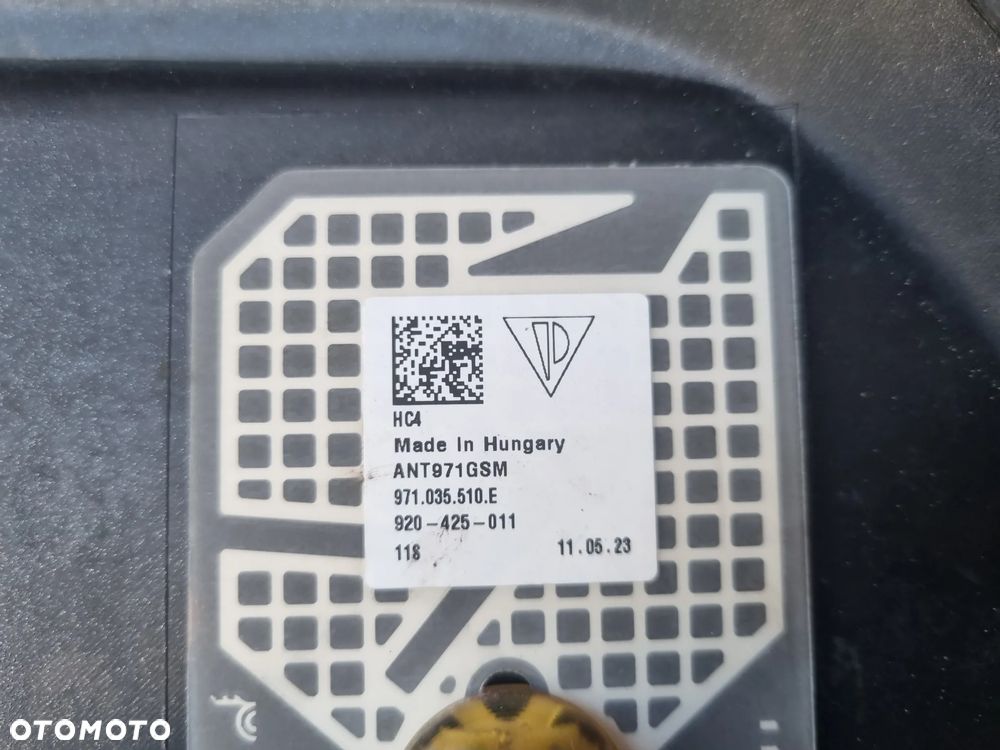 HC4
Made In Hungary
ANT971GSM
971.035.510.E
920-425-011
118 11.05.23
OTOMOTO